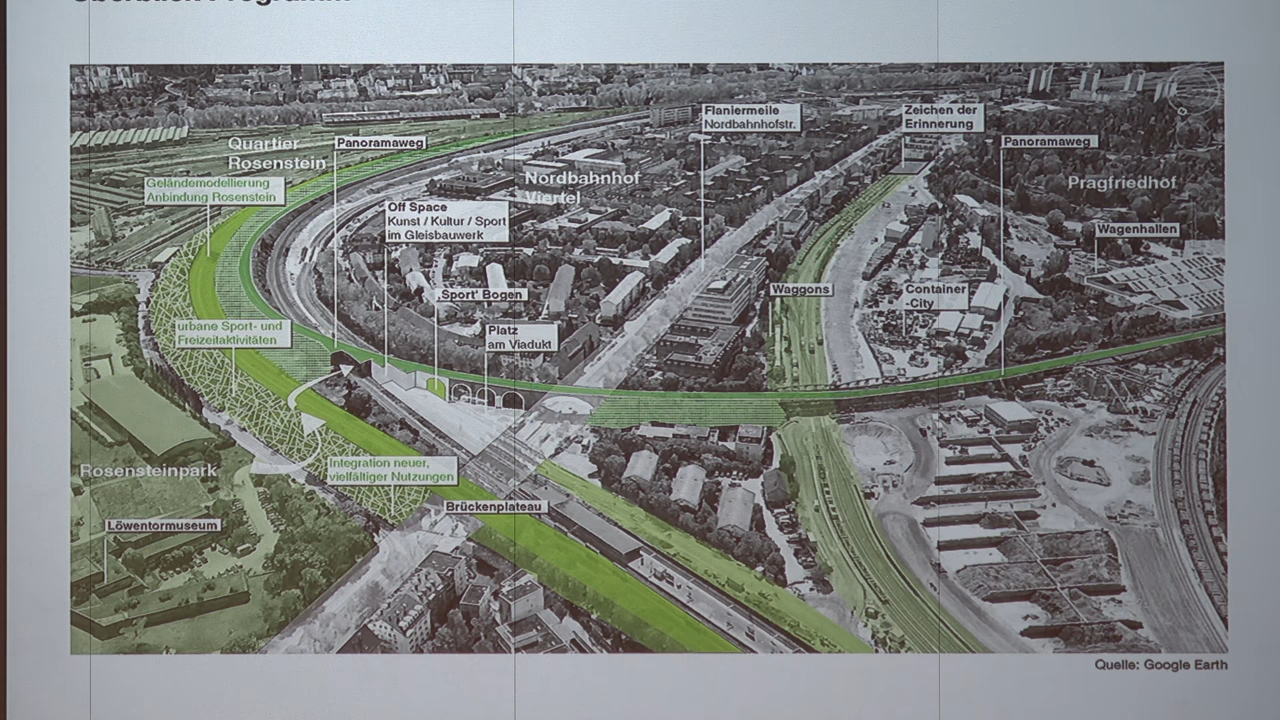 Überblick Programm
Flaniermeile
Nordbahnhofstr.
Zeichen der
Erinnerung
Quartier
Rosenstein
Panoramaweg
Panoramaweg
Nordbahnhof
Viertel
Pragfriedhof
Geländemodellierung
Anbindung Rosenstein
Off Space
Kunst / Kultur / Sport
im Gleisbauwerk
Wagenhallen
‚Sport' Bogen
Waggons
Container
-City
urbane Sport- und
Freizeitaktivitäten
Platz
am Viadukt
Rosensteinpark
Integration neuer,
vielfältiger Nutzungen
Brückenplateau
Löwentormuseum
Quelle: Google Earth